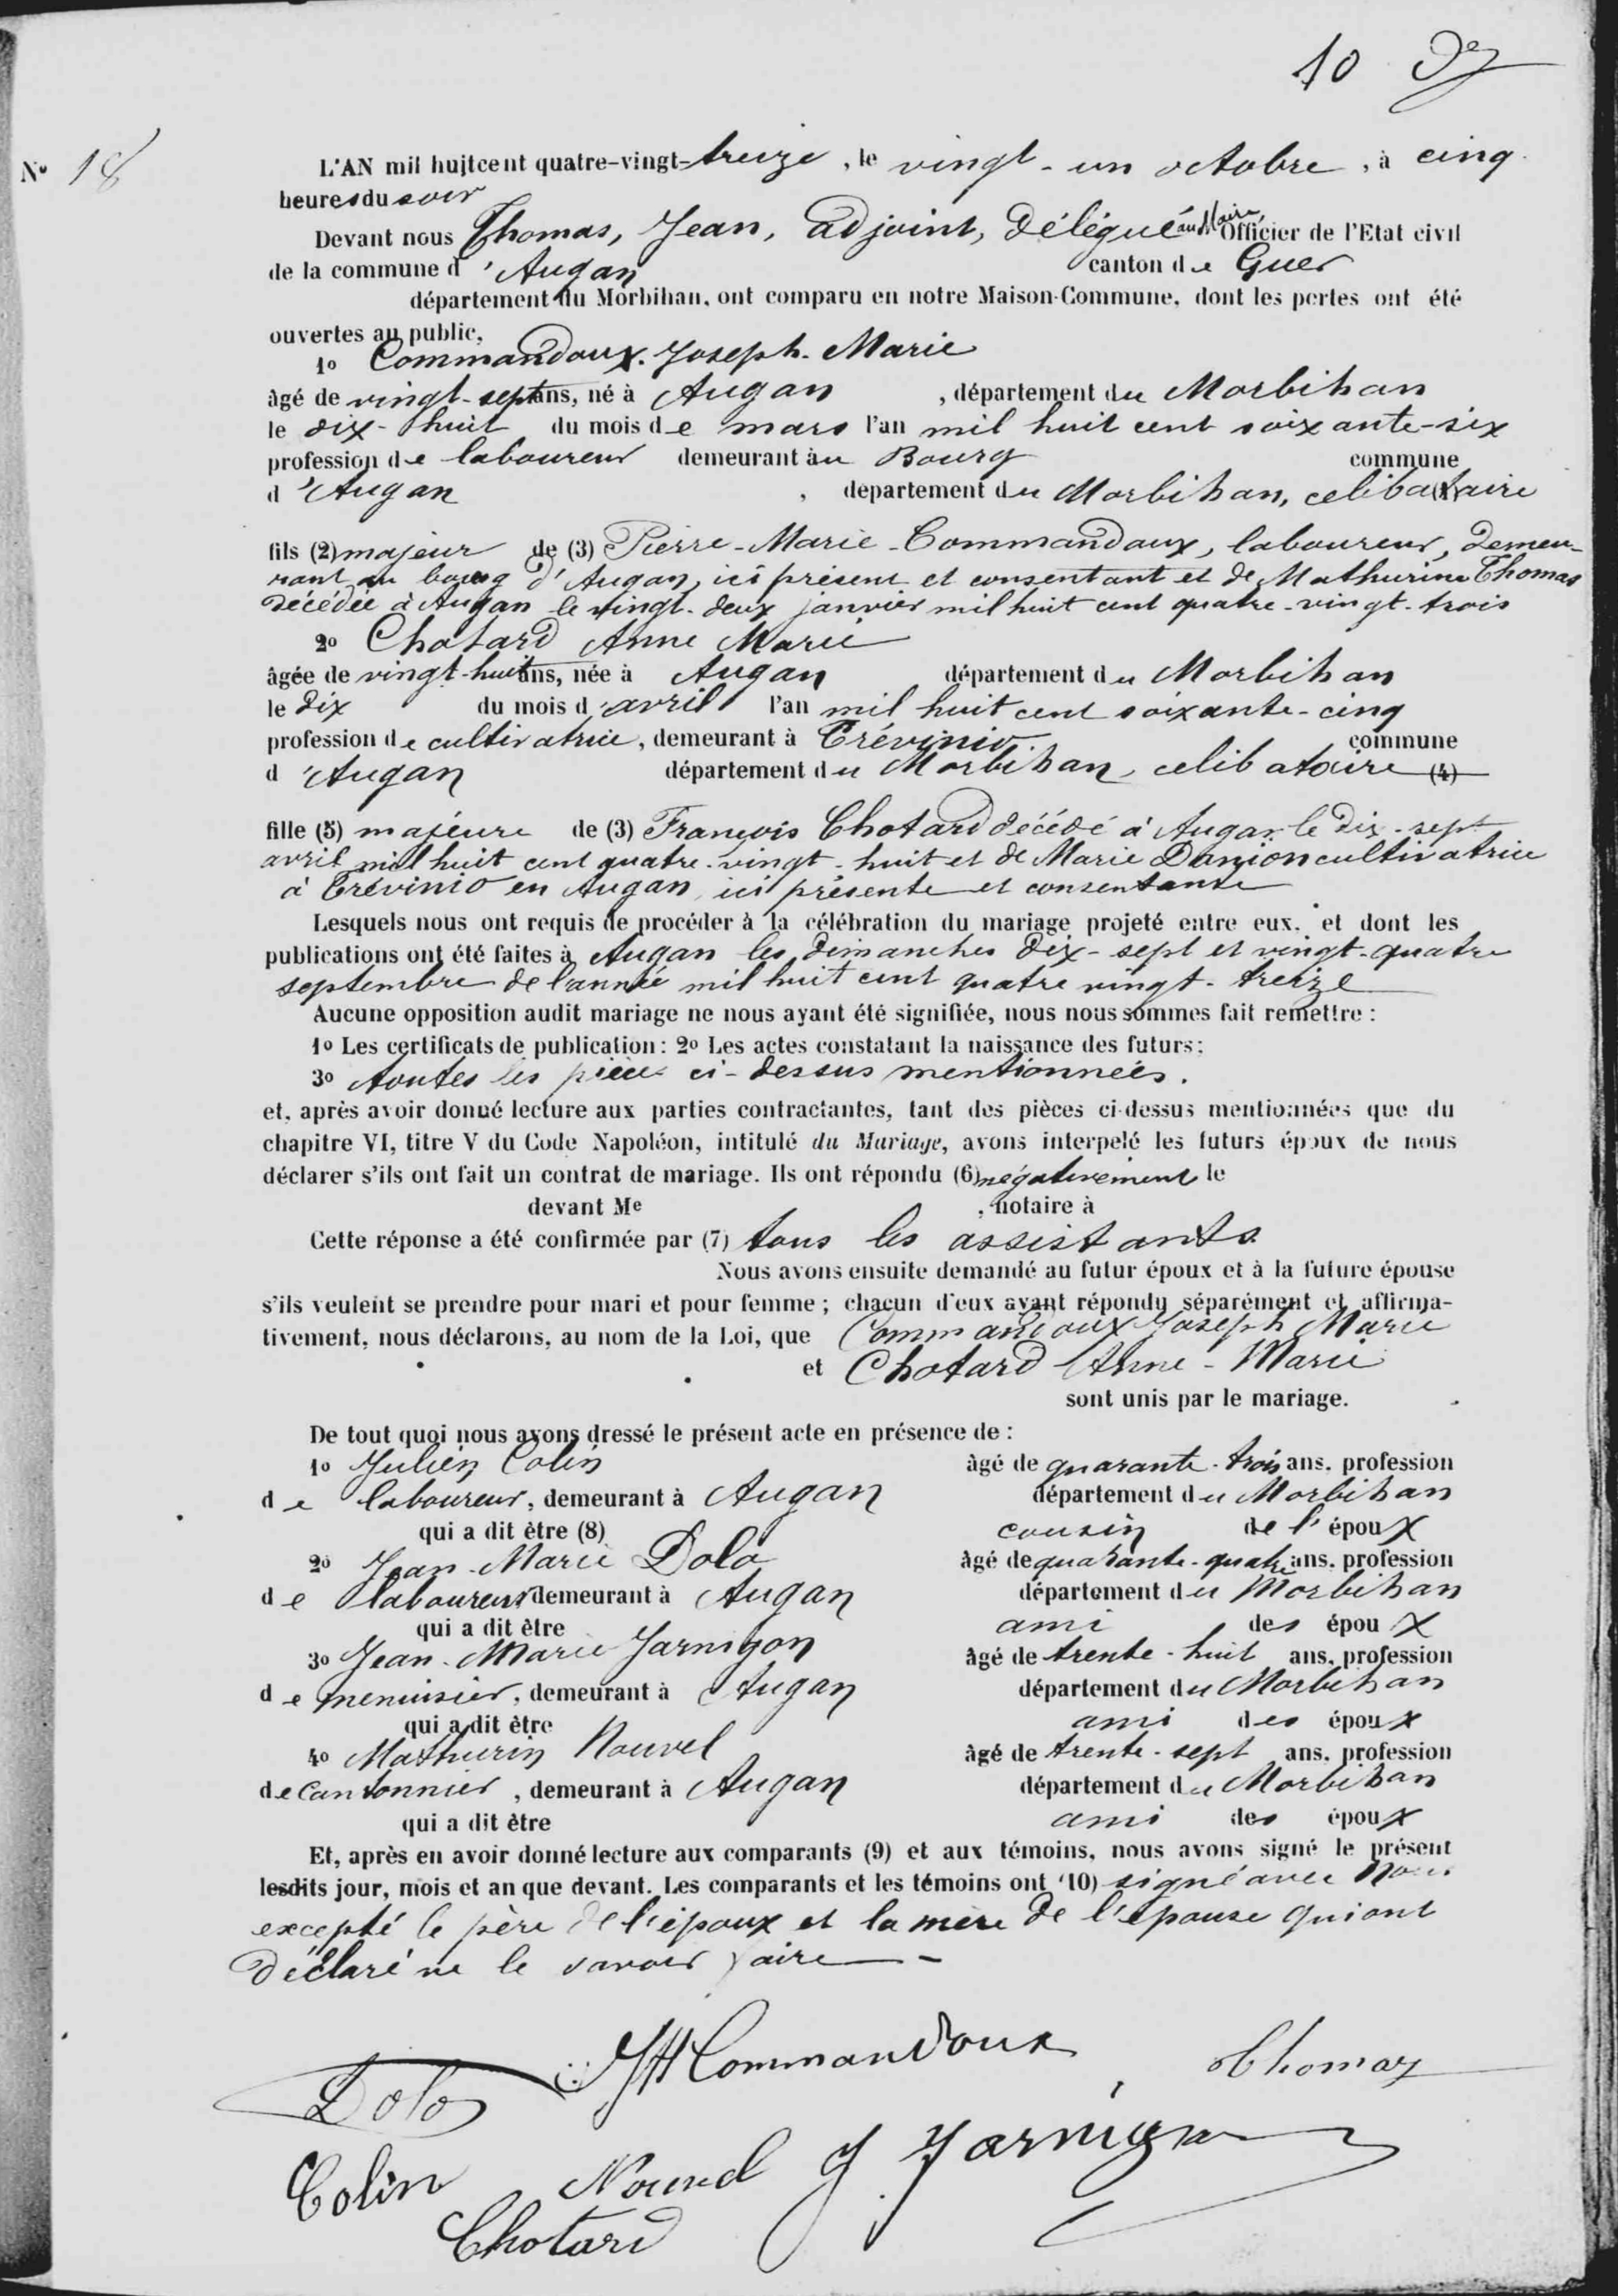 10
No 18
L'AN mil huitcent quatre-vingt-treize, le vingt-un octobre, à cinq
heures du soir
Devant nous Thomas, Jean, adjoint, délégué au Maire Officier de l'Etat civil
de la commune d'Augan canton de Guer
département du Morbihan, ont comparu en notre Maison-Commune, dont les portes ont été
ouvertes au public,
1o Commandoux Joseph-Marie
âgé de vingt-sept ans, né à Augan, département du Morbihan
le dix-huit du mois de mars l'an mil huit cent soixante-six
profession de laboureur demeurant au Bourg commune
d'Augan, département du Morbihan, celibataire
fils (2) majeur de (3) Pierre-Marie-Commandoux, laboureur, demeu-
rant au bourg d'Augan, ici présent et consentant et de Mathurine Thomas
décédée à Augan le vingt-deux janvier mil huit cent quatre-vingt-trois
2o Chotard Anne Marie
âgée de vingt-huit ans, née à Augan département du Morbihan
le dix du mois d'avril l'an mil huit cent soixante-cinq
profession de cultivatrice, demeurant à Trévinio commune
d'Augan département du Morbihan, celibataire (4)
fille (5) majeure de (3) François Chotard décédé à Augan le dix-sept
avril mil huit cent quatre-vingt-huit et de Marie Danion cultivatrice
à Trévinio en Augan, ici présente et consentante
Lesquels nous ont requis de procéder à la célébration du mariage projeté entre eux, et dont les
publications ont été faites à Augan les dimanches dix-sept et vingt-quatre
septembre de l'année mil huit cent quatre vingt-treize
Aucune opposition audit mariage ne nous ayant été signifiée, nous nous sommes fait remettre :
1o Les certificats de publication : 2o Les actes constatant la naissance des futurs :
3o toutes les pièces ci-dessus mentionnées.
et, après avoir donné lecture aux parties contractantes, tant des pièces ci-dessus mentionnées que du
chapitre VI, titre V du Code Napoléon, intitulé du Mariage, avons interpelé les futurs époux de nous
déclarer s'ils ont fait un contrat de mariage. Ils ont répondu (6) négativement le
devant Me , notaire à
Cette réponse a été confirmée par (7) tous les assistants
Nous avons ensuite demandé au futur époux et à la future épouse
s'ils veulent se prendre pour mari et pour femme ; chacun d'eux ayant répondu séparément et affirma-
tivement, nous déclarons, au nom de la Loi, que Commandoux Joseph Marie
et Chotard Anne-Marie
sont unis par le mariage.
De tout quoi nous avons dressé le présent acte en présence de :
1o Julien Colin âgé de quarante-trois ans, profession
de laboureur, demeurant à Augan département du Morbihan
qui a dit être (8) cousin de l'époux
2o Jean-Marie Dolo âgé de quarante-quatre ans, profession
de laboureur demeurant à Augan département du Morbihan
qui a dit être ami des époux
3o Jean-Marie Jarnigon âgé de trente-huit ans, profession
de menuisier, demeurant à Augan département du Morbihan
qui a dit être ami des époux
4o Mathurin Nouvel âgé de trente-sept ans, profession
de Cantonnier, demeurant à Augan département du Morbihan
qui a dit être ami des époux
Et, après en avoir donné lecture aux comparants (9) et aux témoins, nous avons signé le présent
lesdits jour, mois et an que devant. Les comparants et les témoins ont (10) signé avec Nous
excepté le père de l'époux et la mère de l'épouse qui ont
déclaré ne le savoir faire
Commandoux
Thomas
Dolo
J Jarnigon
Colin Nouvel
Chotard